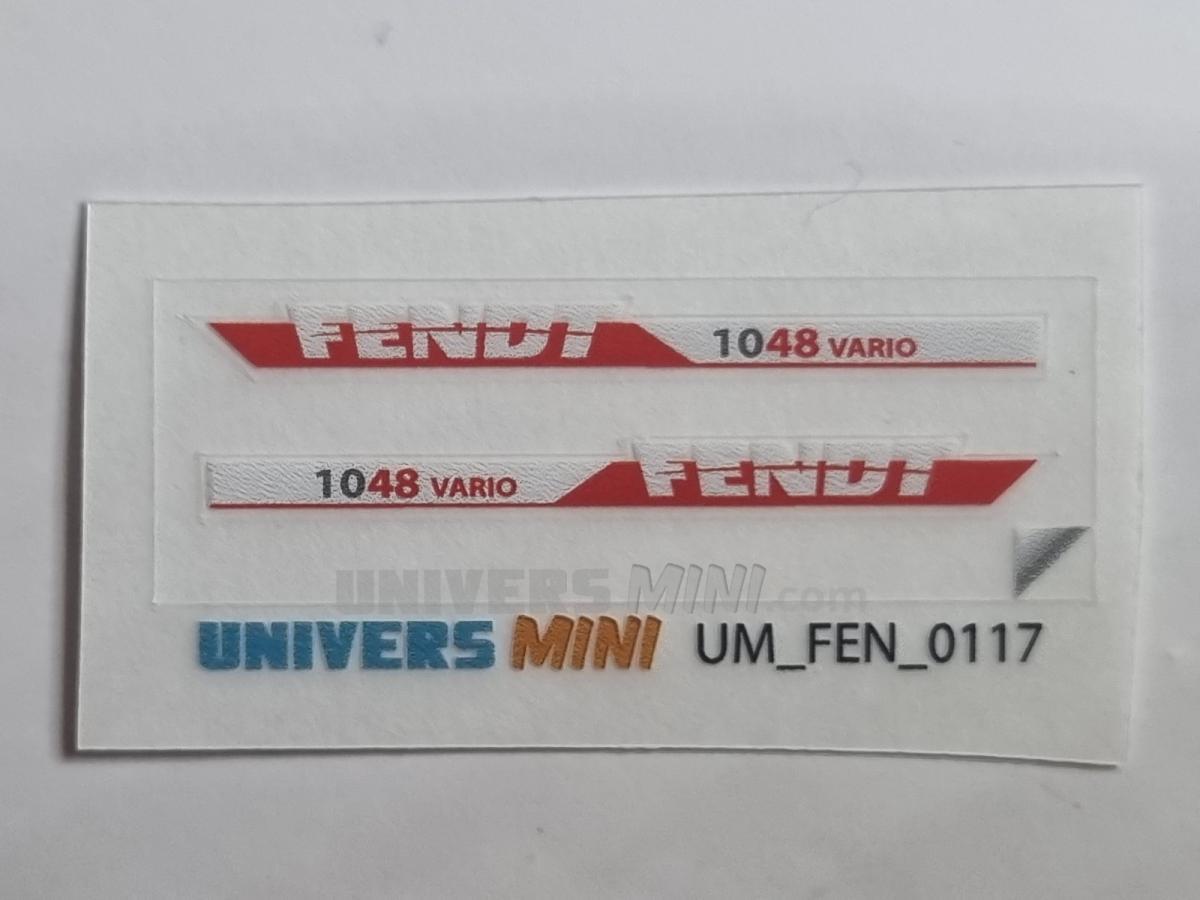 FENDT 1048 VARIO
1048 VARIO FENDT
UNIVERS MINI.com
UNIVERS MINI UM_FEN_0117